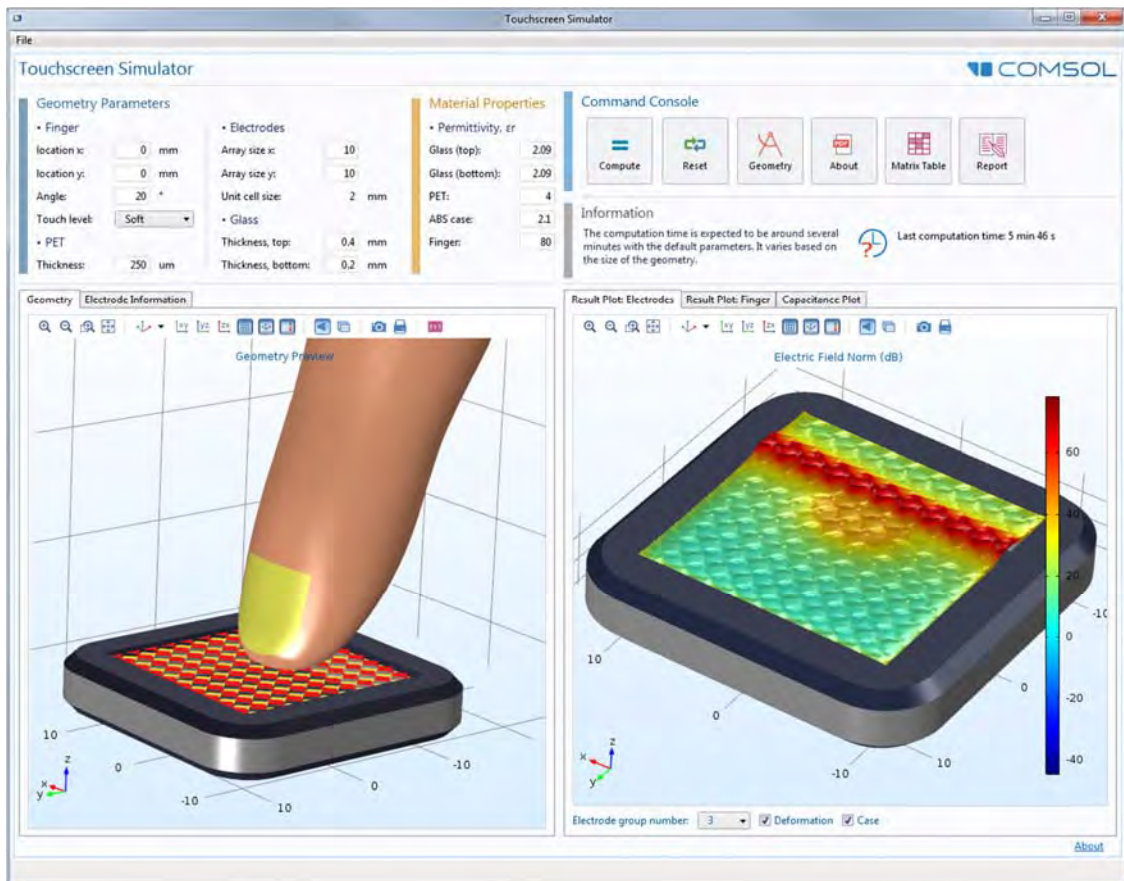 Touchscreen Simulator
File
Touchscreen Simulator
COMSOL
Geometry Parameters
• Finger
location x: 0 mm
location y: 0 mm
Angle: 20 °
Touch level: Soft
• PET
Thickness: 250 um
• Electrodes
Array size x: 10
Array size y: 10
Unit cell size: 2 mm
• Glass
Thickness, top: 0.4 mm
Thickness, bottom: 0.2 mm
Material Properties
• Permittivity, εr
Glass (top): 2.09
Glass (bottom): 2.09
PET: 4
ABS case: 2.1
Finger: 80
Command Console
Compute Reset Geometry About Matrix Table Report
PDF
Information
The computation time is expected to be around several
minutes with the default parameters. It varies based on
the size of the geometry.
?
Last computation time: 5 min 46 s
Geometry Electrode Information
xy yz zx
Geometry Preview
10
0
-10
10
0
-10
z
x
y
Result Plot: Electrodes Result Plot: Finger Capacitance Plot
xy yz zx
Electric Field Norm (dB)
60
40
20
0
-20
-40
10
0
-10
10
0
-10
z
x
y
Electrode group number: 3 Deformation Case
About